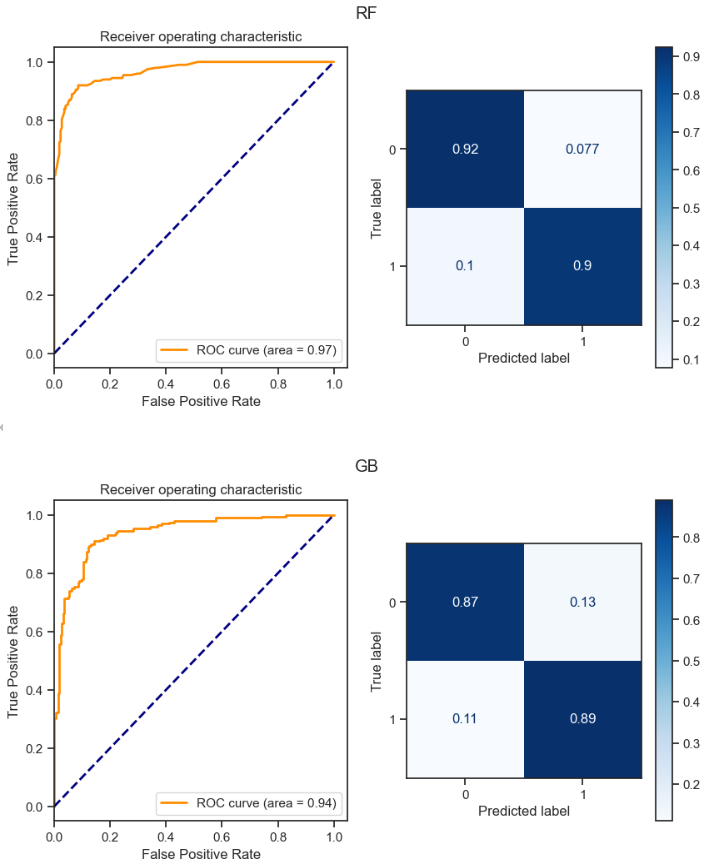 RF
Receiver operating characteristic
1.0
0.8
0.6
0.4
0.2
0.0
True Positive Rate
ROC curve (area = 0.97)
0.0 0.2 0.4 0.6 0.8 1.0
False Positive Rate
0.92 0.077
0.1 0.9
0
1
True label
0 1
Predicted label
0.9
0.8
0.7
0.6
0.5
0.4
0.3
0.2
0.1
GB
Receiver operating characteristic
1.0
0.8
0.6
0.4
0.2
0.0
True Positive Rate
ROC curve (area = 0.94)
0.0 0.2 0.4 0.6 0.8 1.0
False Positive Rate
0.87 0.13
0.11 0.89
0
1
True label
0 1
Predicted label
0.8
0.7
0.6
0.5
0.4
0.3
0.2